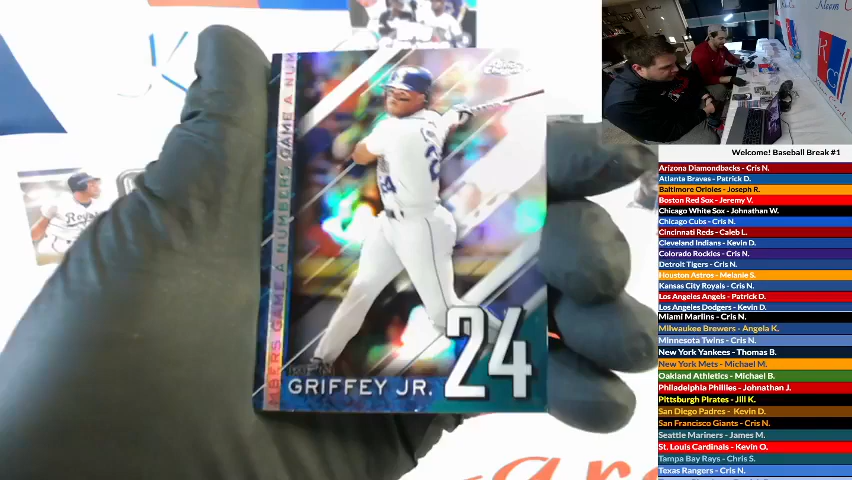 Welcome! Baseball Break #1
Arizona Diamondbacks - Cris N.
Atlanta Braves - Patrick D.
Baltimore Orioles - Joseph R.
Boston Red Sox - Jeremy V.
Chicago White Sox - Johnathan W.
Chicago Cubs - Cris N.
Cincinnati Reds - Caleb L.
Cleveland Indians - Kevin D.
Colorado Rockies - Cris N.
Detroit Tigers - Cris N.
Houston Astros - Melanie S.
Kansas City Royals - Cris N.
Los Angeles Angels - Patrick D.
Los Angeles Dodgers - Kevin D.
Miami Marlins - Cris N.
Milwaukee Brewers - Angela K.
Minnesota Twins - Cris N.
New York Yankees - Thomas B.
New York Mets - Michael M.
Oakland Athletics - Michael B.
Philadelphia Phillies - Johnathan J.
Pittsburgh Pirates - Jill K.
San Diego Padres - Kevin D.
San Francisco Giants - Cris N.
Seattle Mariners - James M.
St. Louis Cardinals - Kevin O.
Tampa Bay Rays - Chris S.
Texas Rangers - Cris N.
MBERS GAME A NUMBERS GAME A NUM
KEN
GRIFFEY JR.
24
Royals
R
C